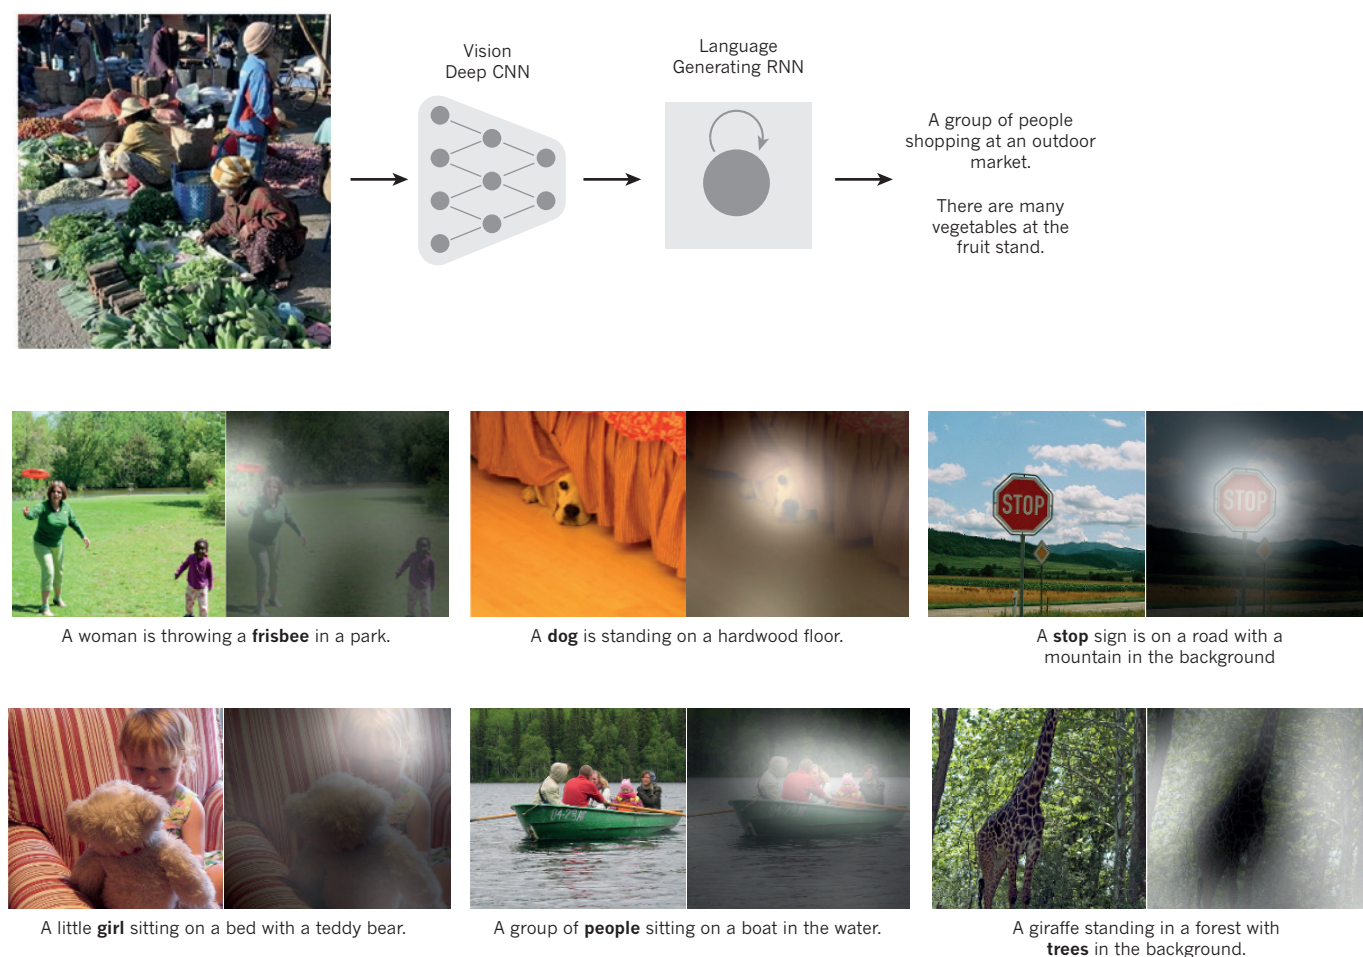 Vision
Deep CNN
Language
Generating RNN
A group of people
shopping at an outdoor
market.
There are many
vegetables at the
fruit stand.
STOP
STOP
A woman is throwing a frisbee in a park.
A dog is standing on a hardwood floor.
A stop sign is on a road with a
mountain in the background
A little girl sitting on a bed with a teddy bear.
A group of people sitting on a boat in the water.
A giraffe standing in a forest with
trees in the background.